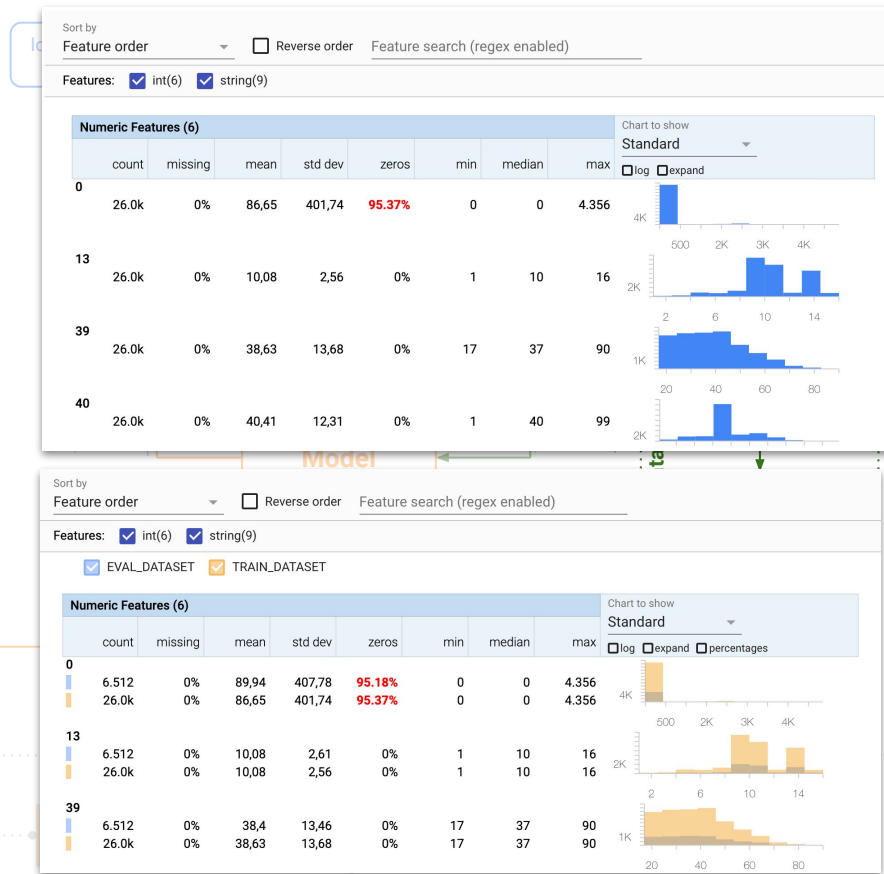 Sort by
Feature order Reverse order Feature search (regex enabled)
Features: int(6) string(9)
Numeric Features (6) Chart to show
Standard
count missing mean std dev zeros min median max log expand
0
26.0k 0% 86,65 401,74 95.37% 0 0 4.356 4K
500 2K 3K 4K
13
26.0k 0% 10,08 2,56 0% 1 10 16 2K
2 6 10 14
39
26.0k 0% 38,63 13,68 0% 17 37 90 1K
20 40 60 80
40
26.0k 0% 40,41 12,31 0% 1 40 99 2K
Model
Sort by
Feature order Reverse order Feature search (regex enabled)
Features: int(6) string(9)
EVAL_DATASET TRAIN_DATASET
Numeric Features (6) Chart to show
Standard
count missing mean std dev zeros min median max log expand percentages
0
6.512 0% 89,94 407,78 95.18% 0 0 4.356 4K
26.0k 0% 86,65 401,74 95.37% 0 0 4.356
500 2K 3K 4K
13
6.512 0% 10,08 2,61 0% 1 10 16 2K
26.0k 0% 10,08 2,56 0% 1 10 16
2 6 10 14
39
6.512 0% 38,4 13,46 0% 17 37 90 1K
26.0k 0% 38,63 13,68 0% 17 37 90
20 40 60 80